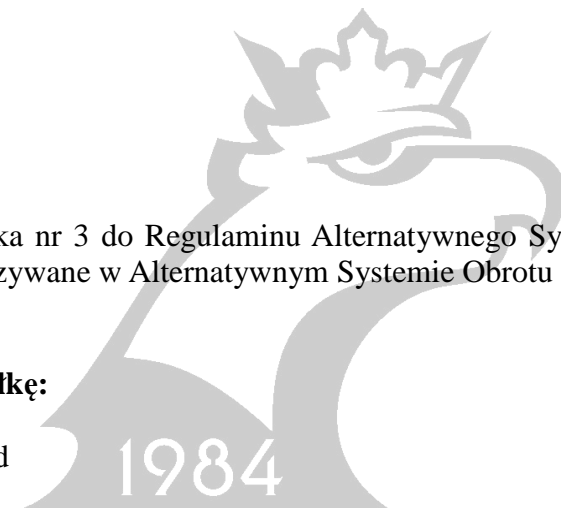 ka nr 3 do Regulaminu Alternatywnego Sy
zywane w Alternatywnym Systemie Obrotu
łkę:
d
1984